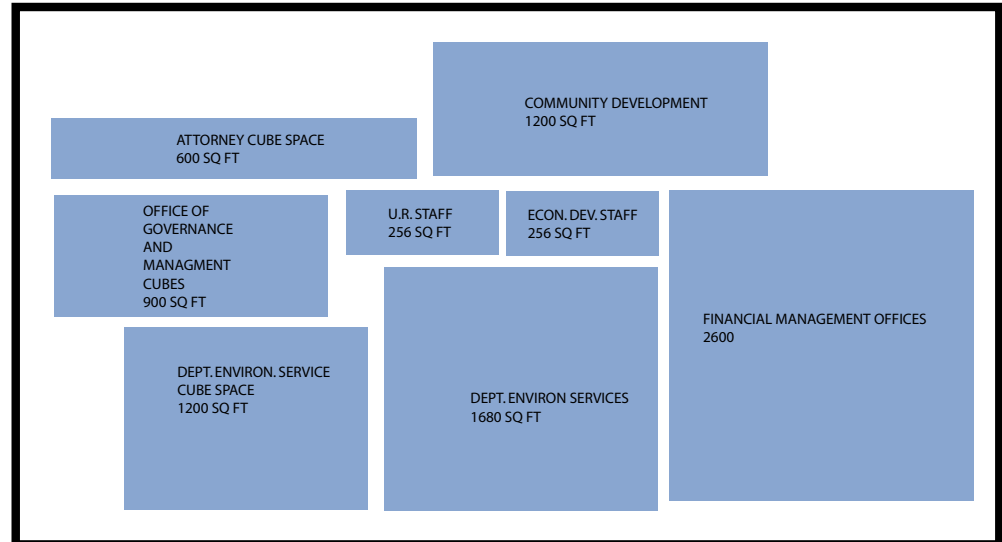 COMMUNITY DEVELOPMENT
1200 SQ FT
ATTORNEY CUBE SPACE
600 SQ FT
OFFICE OF
GOVERNANCE
AND
MANAGMENT
CUBES
900 SQ FT
U.R. STAFF
256 SQ FT
ECON. DEV. STAFF
256 SQ FT
FINANCIAL MANAGEMENT OFFICES
2600
DEPT. ENVIRON. SERVICE
CUBE SPACE
1200 SQ FT
DEPT. ENVIRON SERVICES
1680 SQ FT